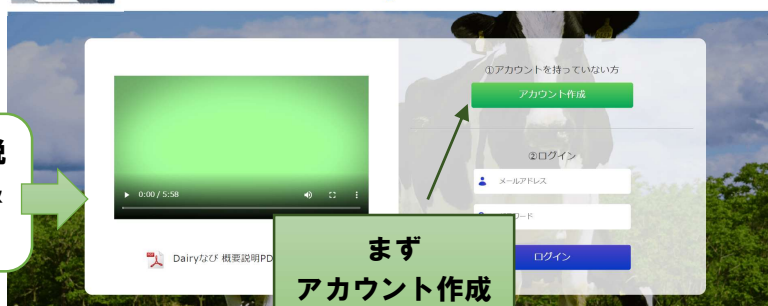 ①アカウントを持っていない方
アカウント作成
②ログイン
メールアドレス
ード
ログイン
0:00 / 5:58
Dairyなび 概要説明PD
まず
アカウント作成